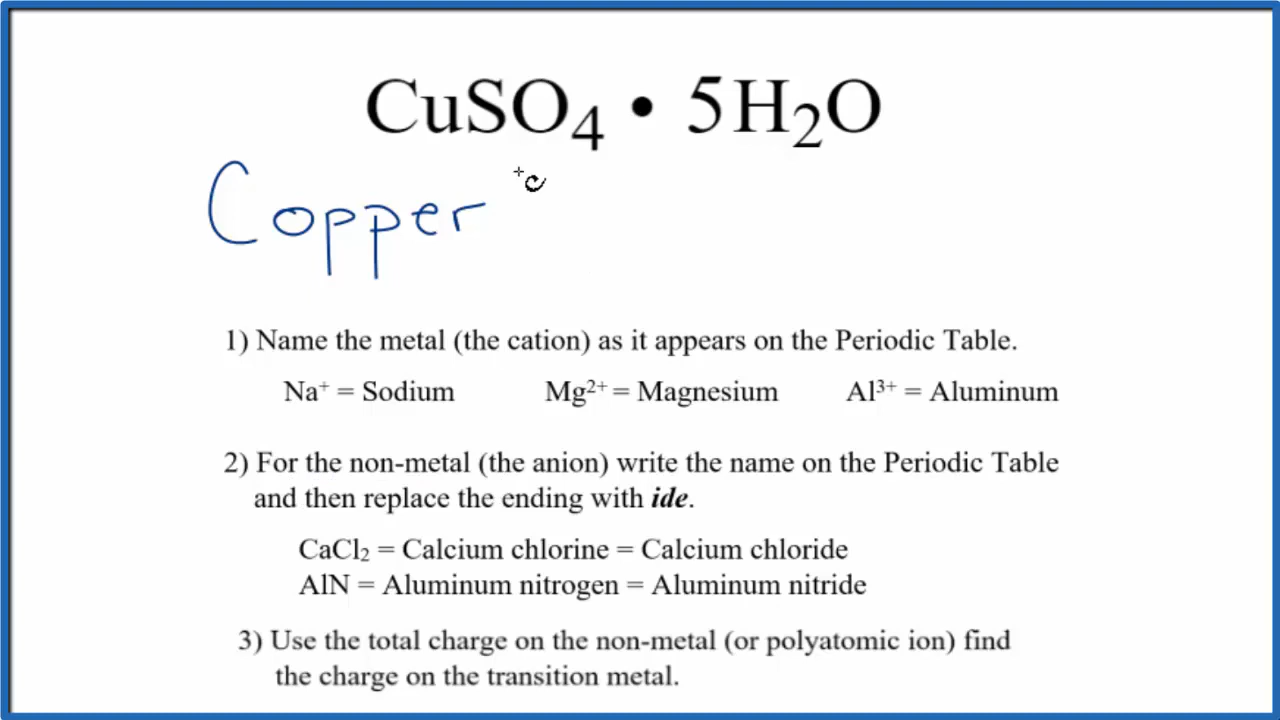 CuSO₄ • 5H₂O
Copper
1) Name the metal (the cation) as it appears on the Periodic Table.
Na⁺ = Sodium Mg²⁺ = Magnesium Al³⁺ = Aluminum
2) For the non-metal (the anion) write the name on the Periodic Table
and then replace the ending with ide.
CaCl₂ = Calcium chlorine = Calcium chloride
AlN = Aluminum nitrogen = Aluminum nitride
3) Use the total charge on the non-metal (or polyatomic ion) find
the charge on the transition metal.